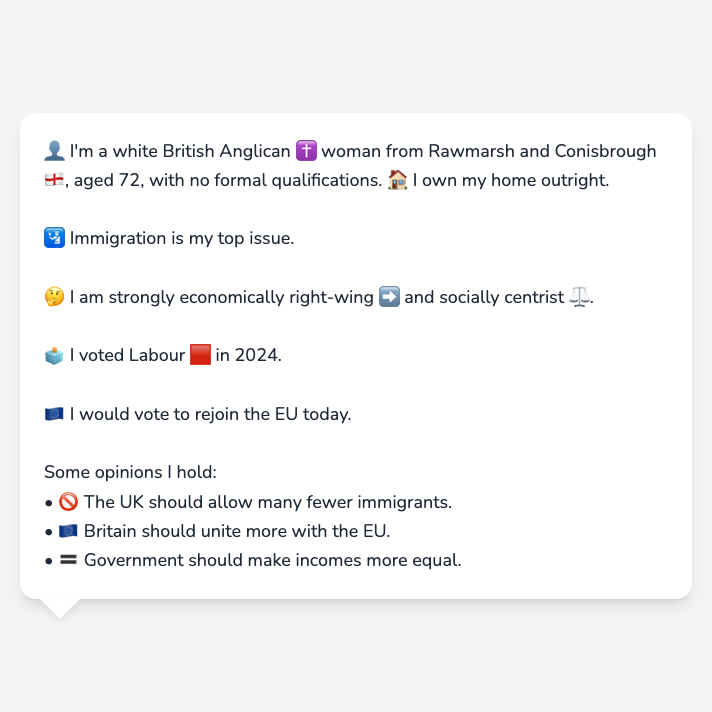 👤 I'm a white British Anglican ✝️ woman from Rawmarsh and Conisbrough
🏴󠁧󠁢󠁥󠁮󠁧󠁿, aged 72, with no formal qualifications. 🏠 I own my home outright.
🛂 Immigration is my top issue.
🤔 I am strongly economically right-wing ➡️ and socially centrist ⚖️.
🗳️ I voted Labour 🟥 in 2024.
🇪🇺 I would vote to rejoin the EU today.
Some opinions I hold:
• 🚫 The UK should allow many fewer immigrants.
• 🇪🇺 Britain should unite more with the EU.
• 🟰 Government should make incomes more equal.